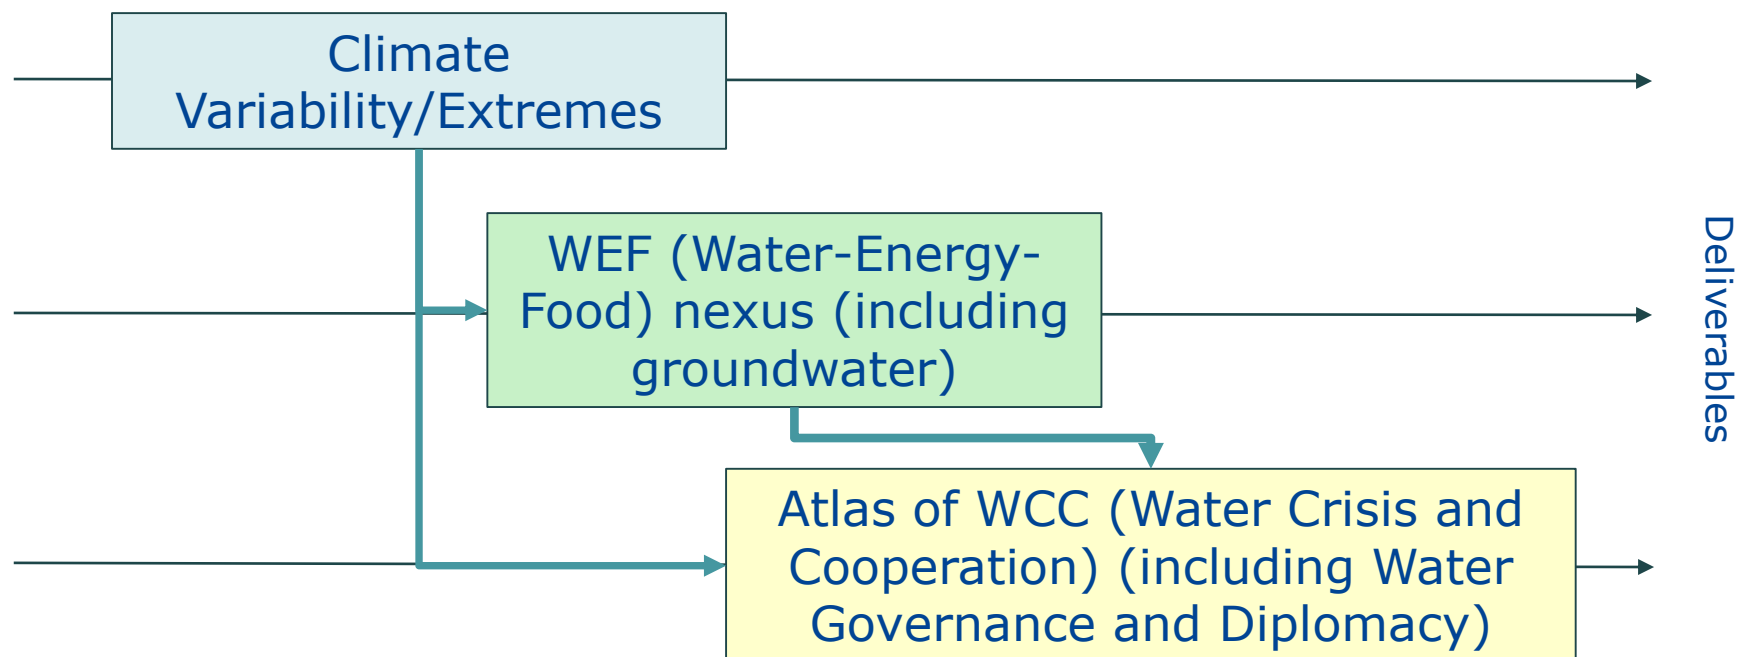 Climate
Variability/Extremes
WEF (Water-Energy-
Food) nexus (including
groundwater)
Deliverables
Atlas of WCC (Water Crisis and
Cooperation) (including Water
Governance and Diplomacy)